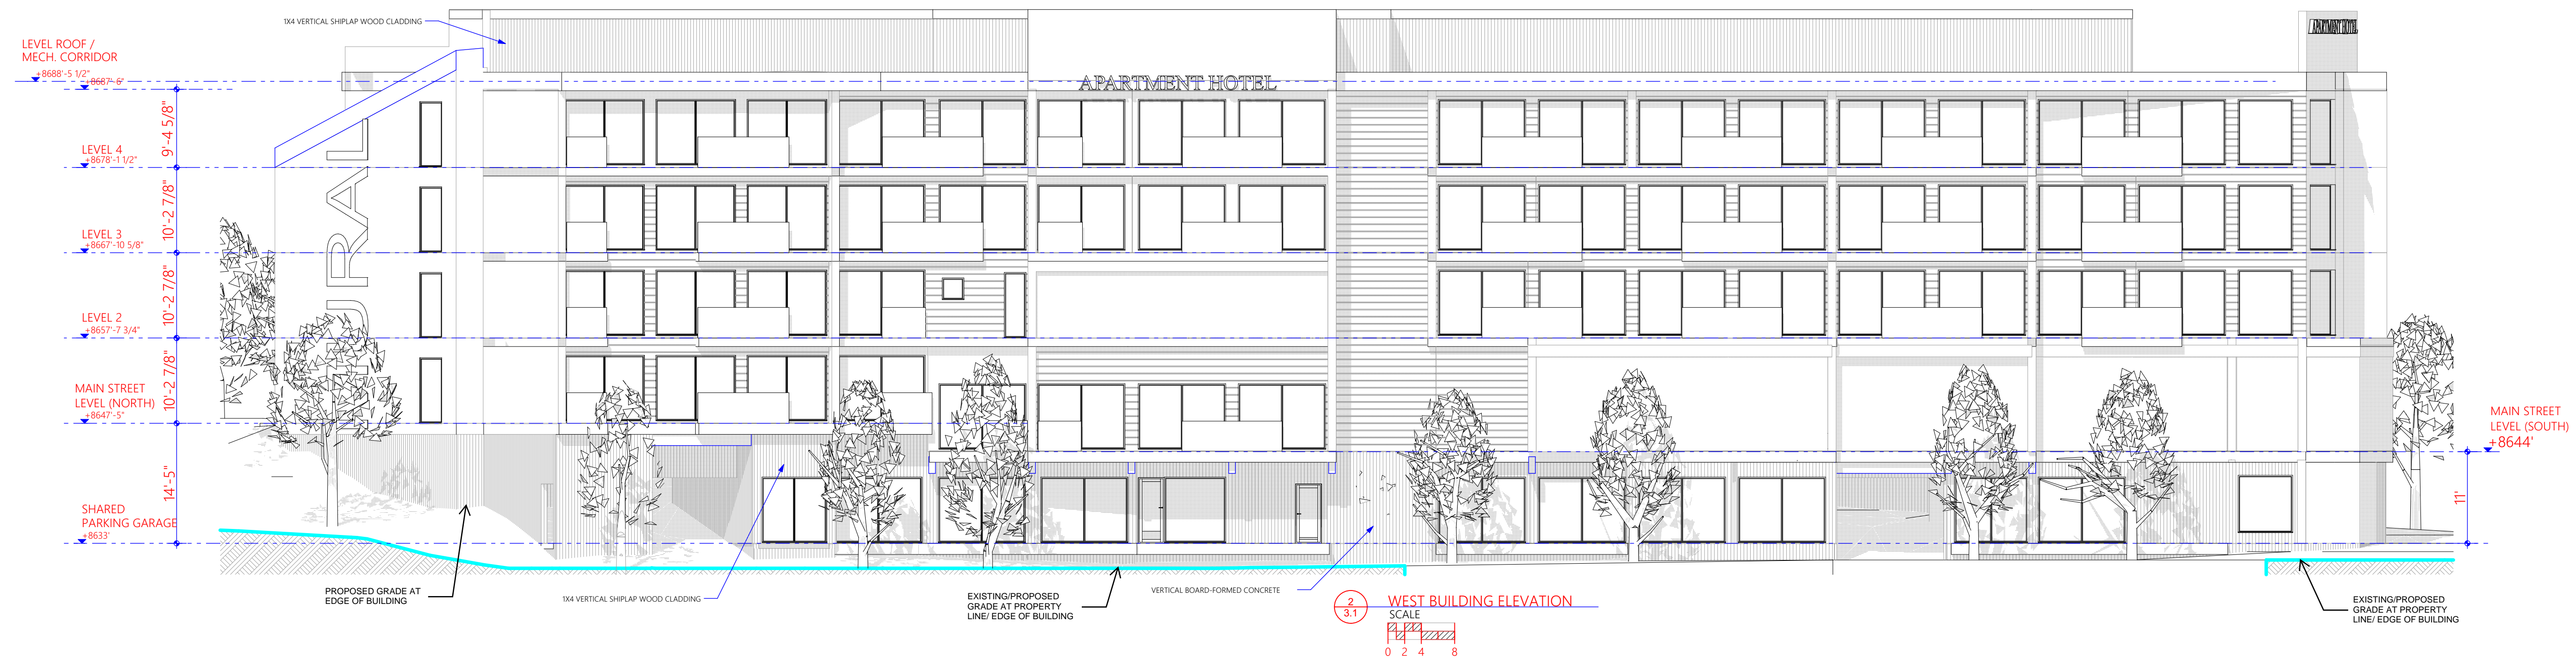 1X4 VERTICAL SHIPLAP WOOD CLADDING
APARTMENT HOTEL
LEVEL ROOF /
MECH. CORRIDOR
+8688'-5 1/2"
+8687'-6"
APARTMENT HOTEL
9'-4 5/8"
LEVEL 4
+8678'-1 1/2"
10'-2 7/8"
LEVEL 3
+8667'-10 5/8"
10'-2 7/8"
LEVEL 2
+8657'-7 3/4"
10'-2 7/8"
MAIN STREET
LEVEL (NORTH)
+8647'-5"
14'-5"
SHARED
PARKING GARAGE
+8633'
URAL
MAIN STREET
LEVEL (SOUTH)
+8644'
11'
PROPOSED GRADE AT
EDGE OF BUILDING
1X4 VERTICAL SHIPLAP WOOD CLADDING
EXISTING/PROPOSED
GRADE AT PROPERTY
LINE/ EDGE OF BUILDING
VERTICAL BOARD-FORMED CONCRETE
2
3.1
WEST BUILDING ELEVATION
SCALE
0 2 4 8
EXISTING/PROPOSED
GRADE AT PROPERTY
LINE/ EDGE OF BUILDING